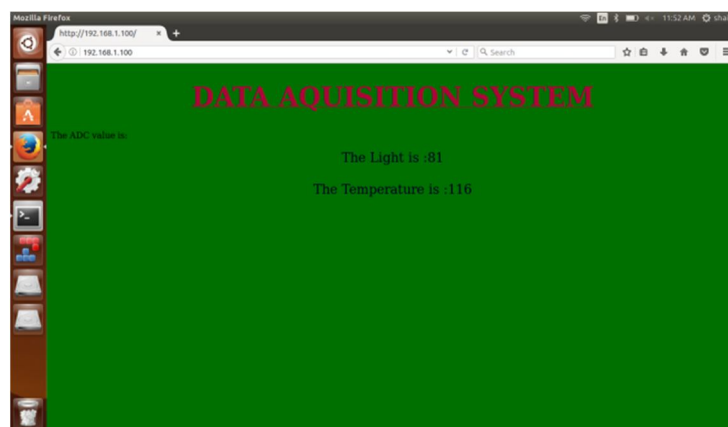 Mozilla Firefox
En
11:52 AM
http://192.168.1.100/ × +
192.168.1.100
Search
DATA AQUISITION SYSTEM
The ADC value is:
The Light is :81
The Temperature is :116